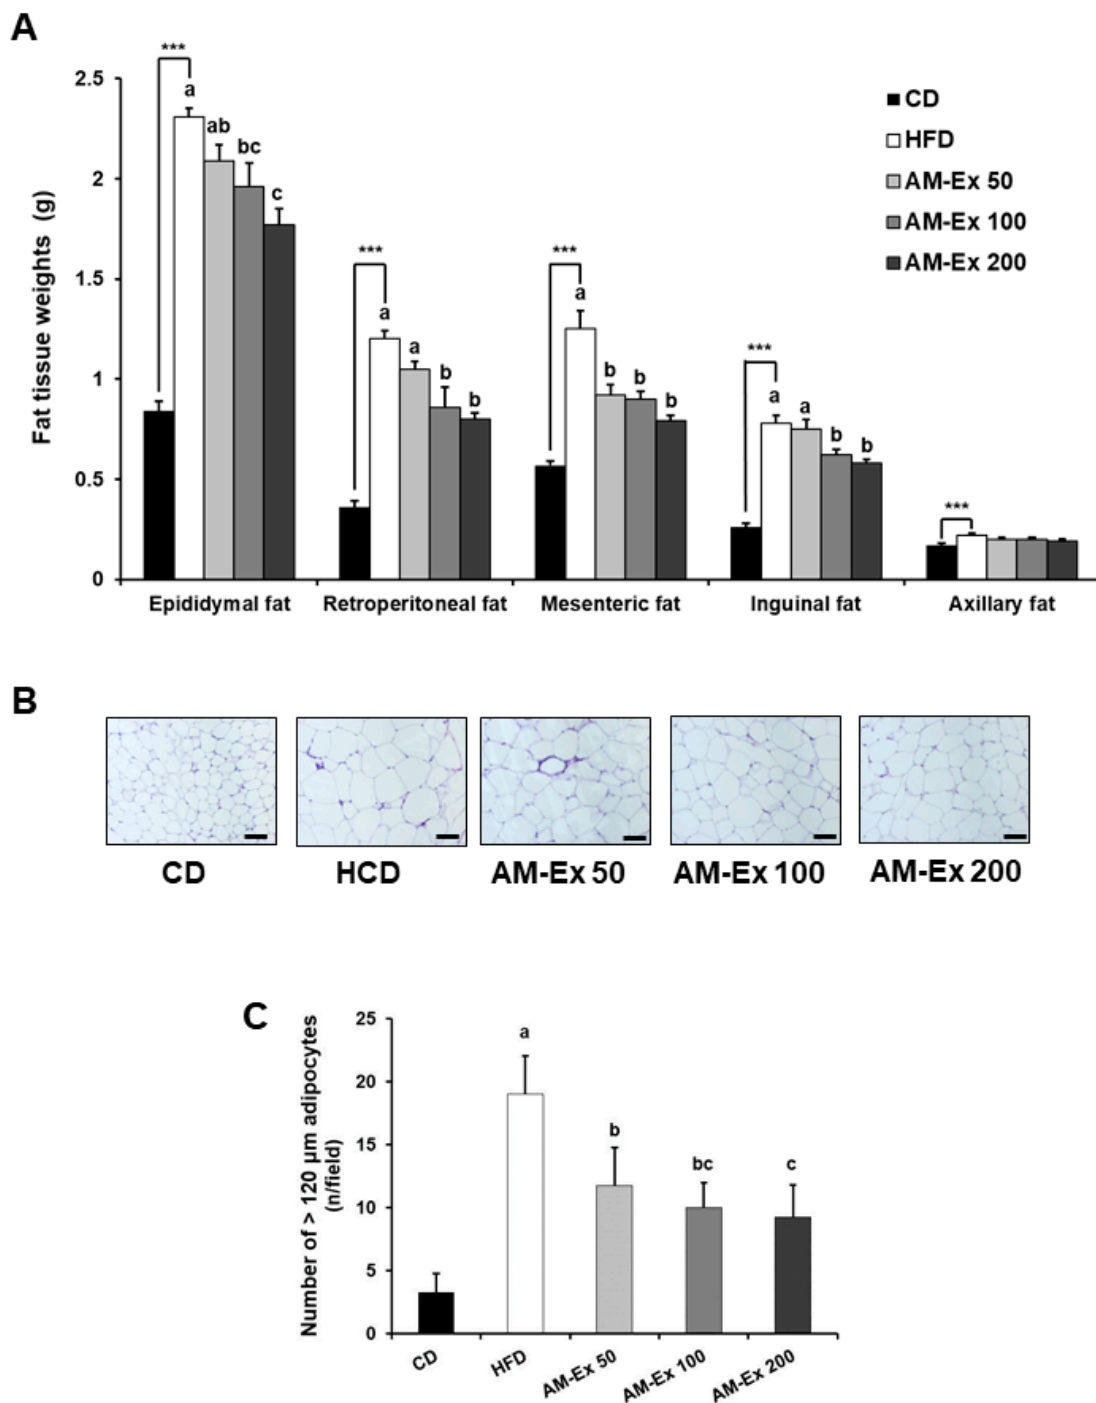 A
***
2.5
a
ab
bc
c
CD
HFD
AM-Ex 50
AM-Ex 100
AM-Ex 200
2
1.5
1
0.5
0
Fat tissue weights (g)
***
a
a
b
b
***
a
b
b
b
***
a
a
b
b
***
Epididymal fat
Retroperitoneal fat
Mesenteric fat
Inguinal fat
Axillary fat
B
CD
HCD
AM-Ex 50
AM-Ex 100
AM-Ex 200
C
Number of > 120 µm adipocytes
(n/field)
25
20
15
10
5
0
a
b
bc
c
CD
HFD
AM-Ex 50
AM-Ex 100
AM-Ex 200